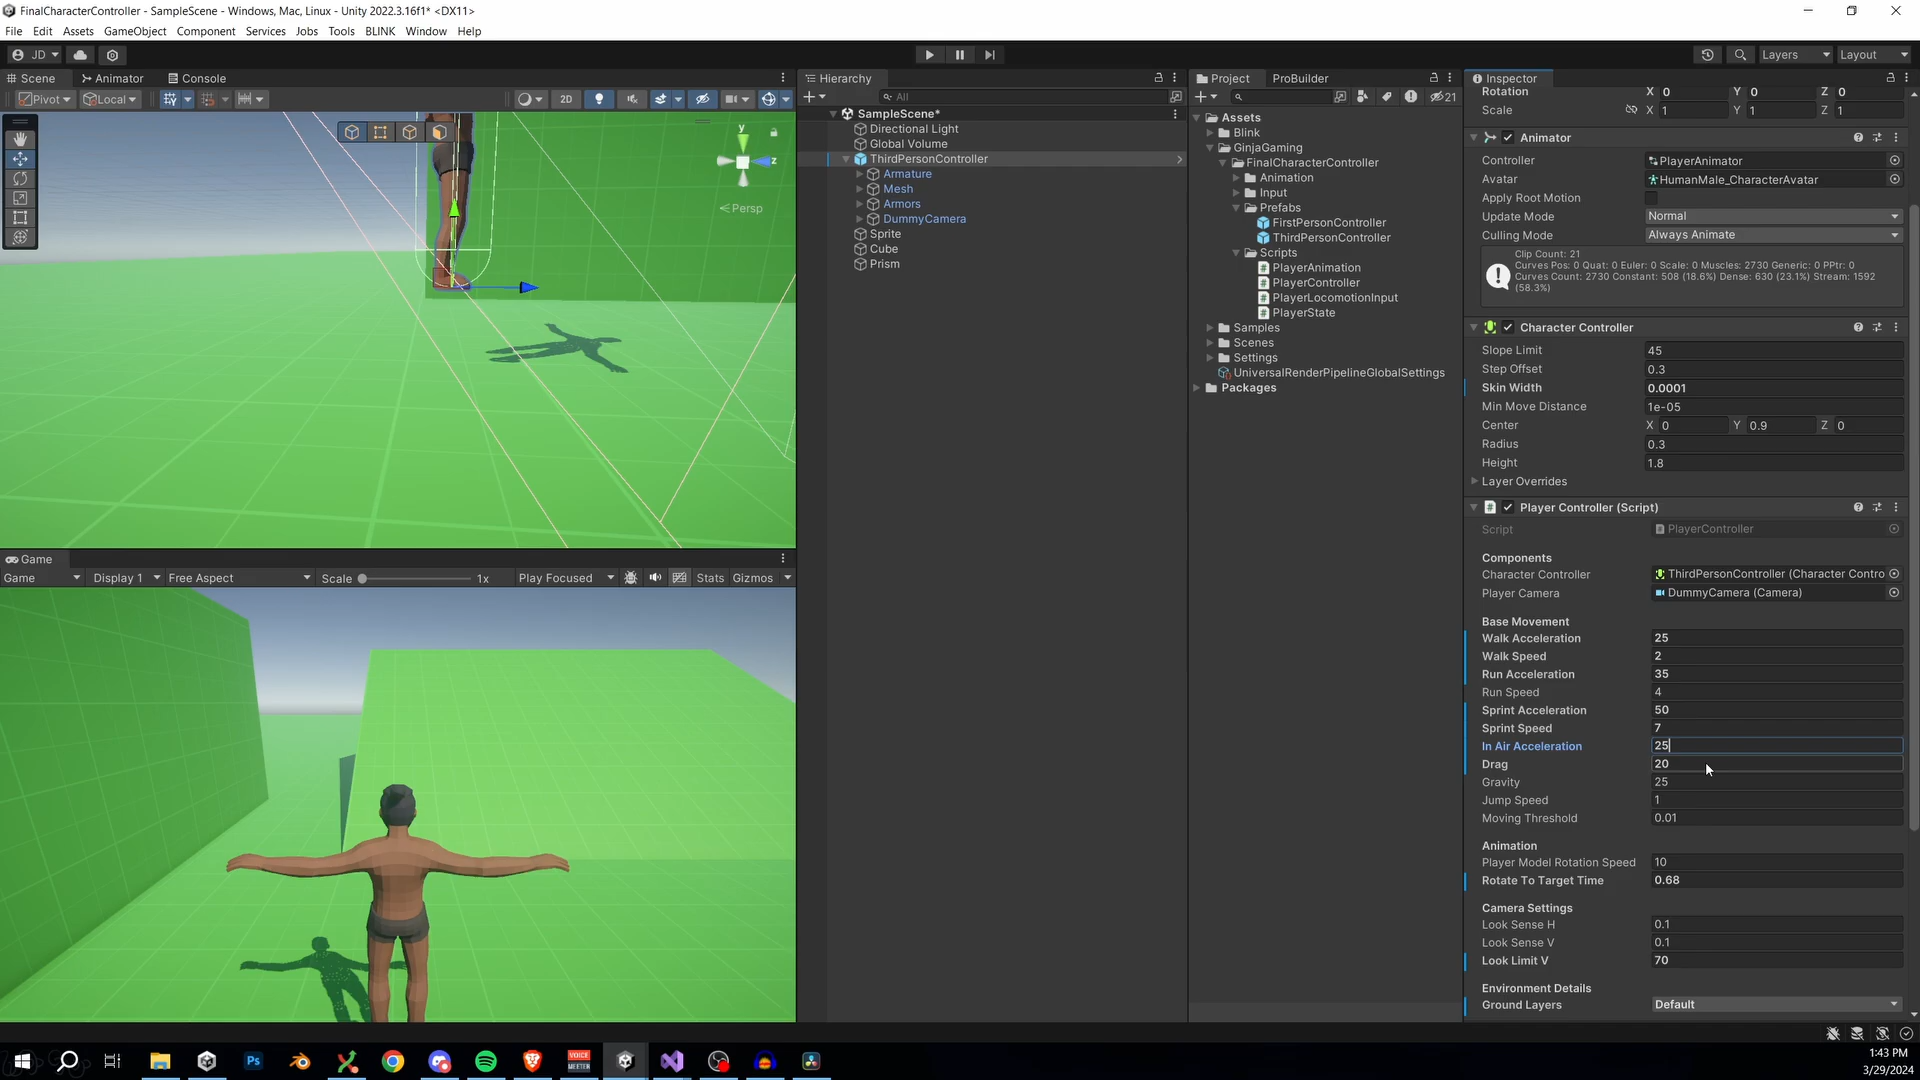 FinalCharacterController - SampleScene - Windows, Mac, Linux - Unity 2022.3.16f1* <DX11>
File Edit Assets GameObject Component Services Jobs Tools BLINK Window Help
JD
Layers
Layout
Scene
Animator
Console
Pivot
Local
2D
y
z
Persp
Game
Game
Display 1
Free Aspect
Scale
1x
Play Focused
Stats
Gizmos
Hierarchy
All
SampleScene*
Directional Light
Global Volume
ThirdPersonController
Armature
Mesh
Armors
DummyCamera
Sprite
Cube
Prism
Project
ProBuilder
21
Assets
Blink
GinjaGaming
FinalCharacterController
Animation
Input
Prefabs
FirstPersonController
ThirdPersonController
Scripts
PlayerAnimation
PlayerController
PlayerLocomotionInput
PlayerState
Samples
Scenes
Settings
UniversalRenderPipelineGlobalSettings
Packages
Inspector
Rotation X 0 Y 0 Z 0
Scale X 1 Y 1 Z 1
Animator
Controller PlayerAnimator
Avatar HumanMale_CharacterAvatar
Apply Root Motion
Update Mode Normal
Culling Mode Always Animate
Clip Count: 21
Curves Pos: 0 Quat: 0 Euler: 0 Scale: 0 Muscles: 2730 Generic: 0 PPtr: 0
Curves Count: 2730 Constant: 508 (18.6%) Dense: 630 (23.1%) Stream: 1592
(58.3%)
Character Controller
Slope Limit 45
Step Offset 0.3
Skin Width 0.0001
Min Move Distance 1e-05
Center X 0 Y 0.9 Z 0
Radius 0.3
Height 1.8
Layer Overrides
Player Controller (Script)
Script PlayerController
Components
Character Controller ThirdPersonController (Character Contro
Player Camera DummyCamera (Camera)
Base Movement
Walk Acceleration 25
Walk Speed 2
Run Acceleration 35
Run Speed 4
Sprint Acceleration 50
Sprint Speed 7
In Air Acceleration 25
Drag 20
Gravity 25
Jump Speed 1
Moving Threshold 0.01
Animation
Player Model Rotation Speed 10
Rotate To Target Time 0.68
Camera Settings
Look Sense H 0.1
Look Sense V 0.1
Look Limit V 70
Environment Details
Ground Layers Default
Ps
VOICE
MEETER
1:43 PM
3/29/2024